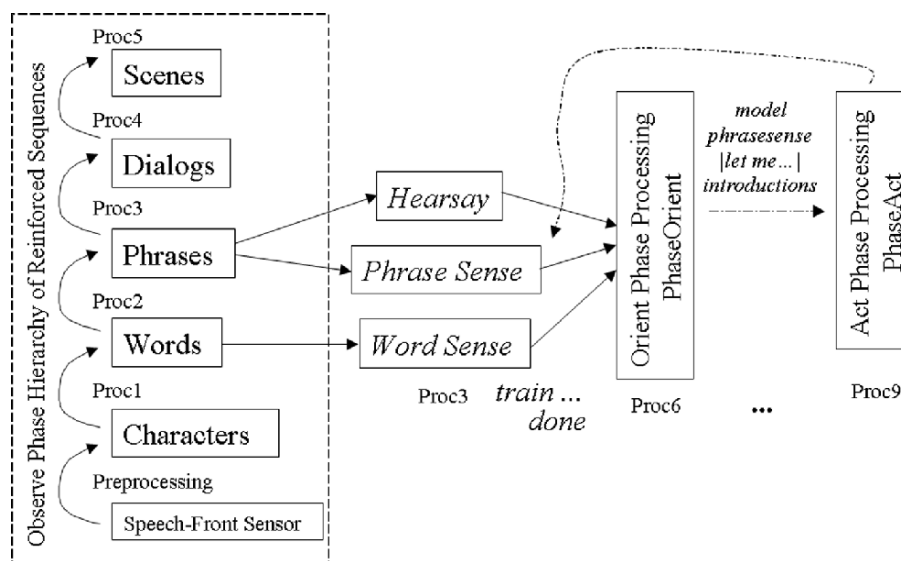 Observe Phase Hierarchy of Reinforced Sequences
Proc5
Scenes
Proc4
Dialogs
Proc3
Phrases
Proc2
Words
Proc1
Characters
Preprocessing
Speech-Front Sensor
Hearsay
Phrase Sense
Word Sense
Proc3
train ...
done
Orient Phase Processing
PhaseOrient
Proc6
model
phrasesense
|let me...|
introductions
...
Act Phase Processing
PhaseAct
Proc9